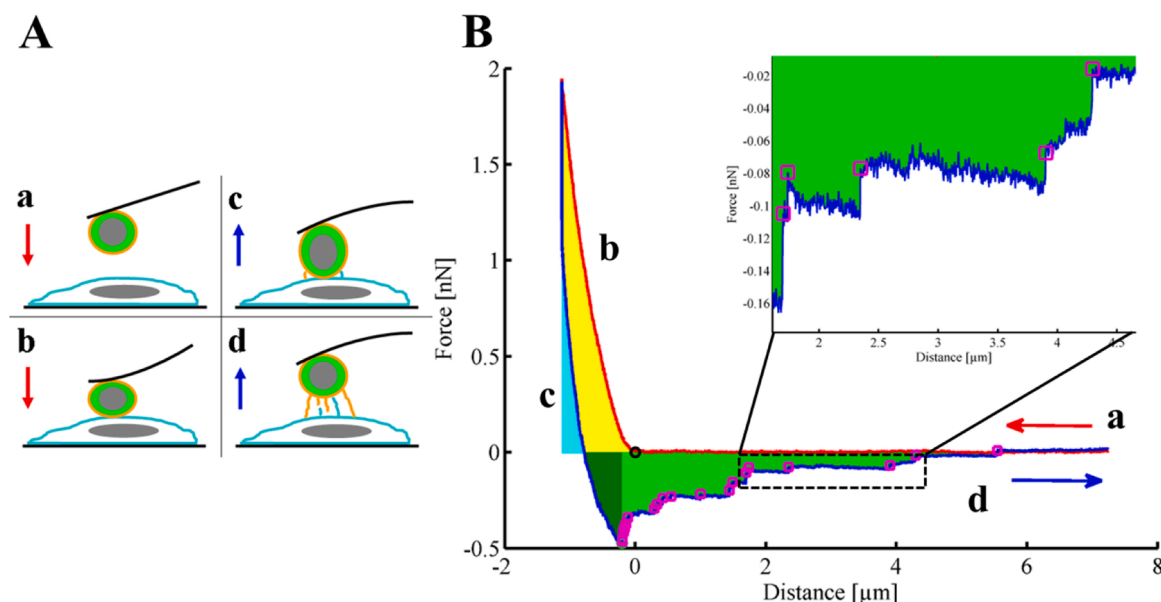 A
a
c
b
d
B
Force [nN]
2
1.5
1
0.5
0
-0.5
-2
0
2
4
6
8
Distance [µm]
b
c
a
d
Force [nN]
-0.02
-0.04
-0.06
-0.08
-0.1
-0.12
-0.14
-0.16
2
2.5
3
3.5
4
4.5
Distance [µm]